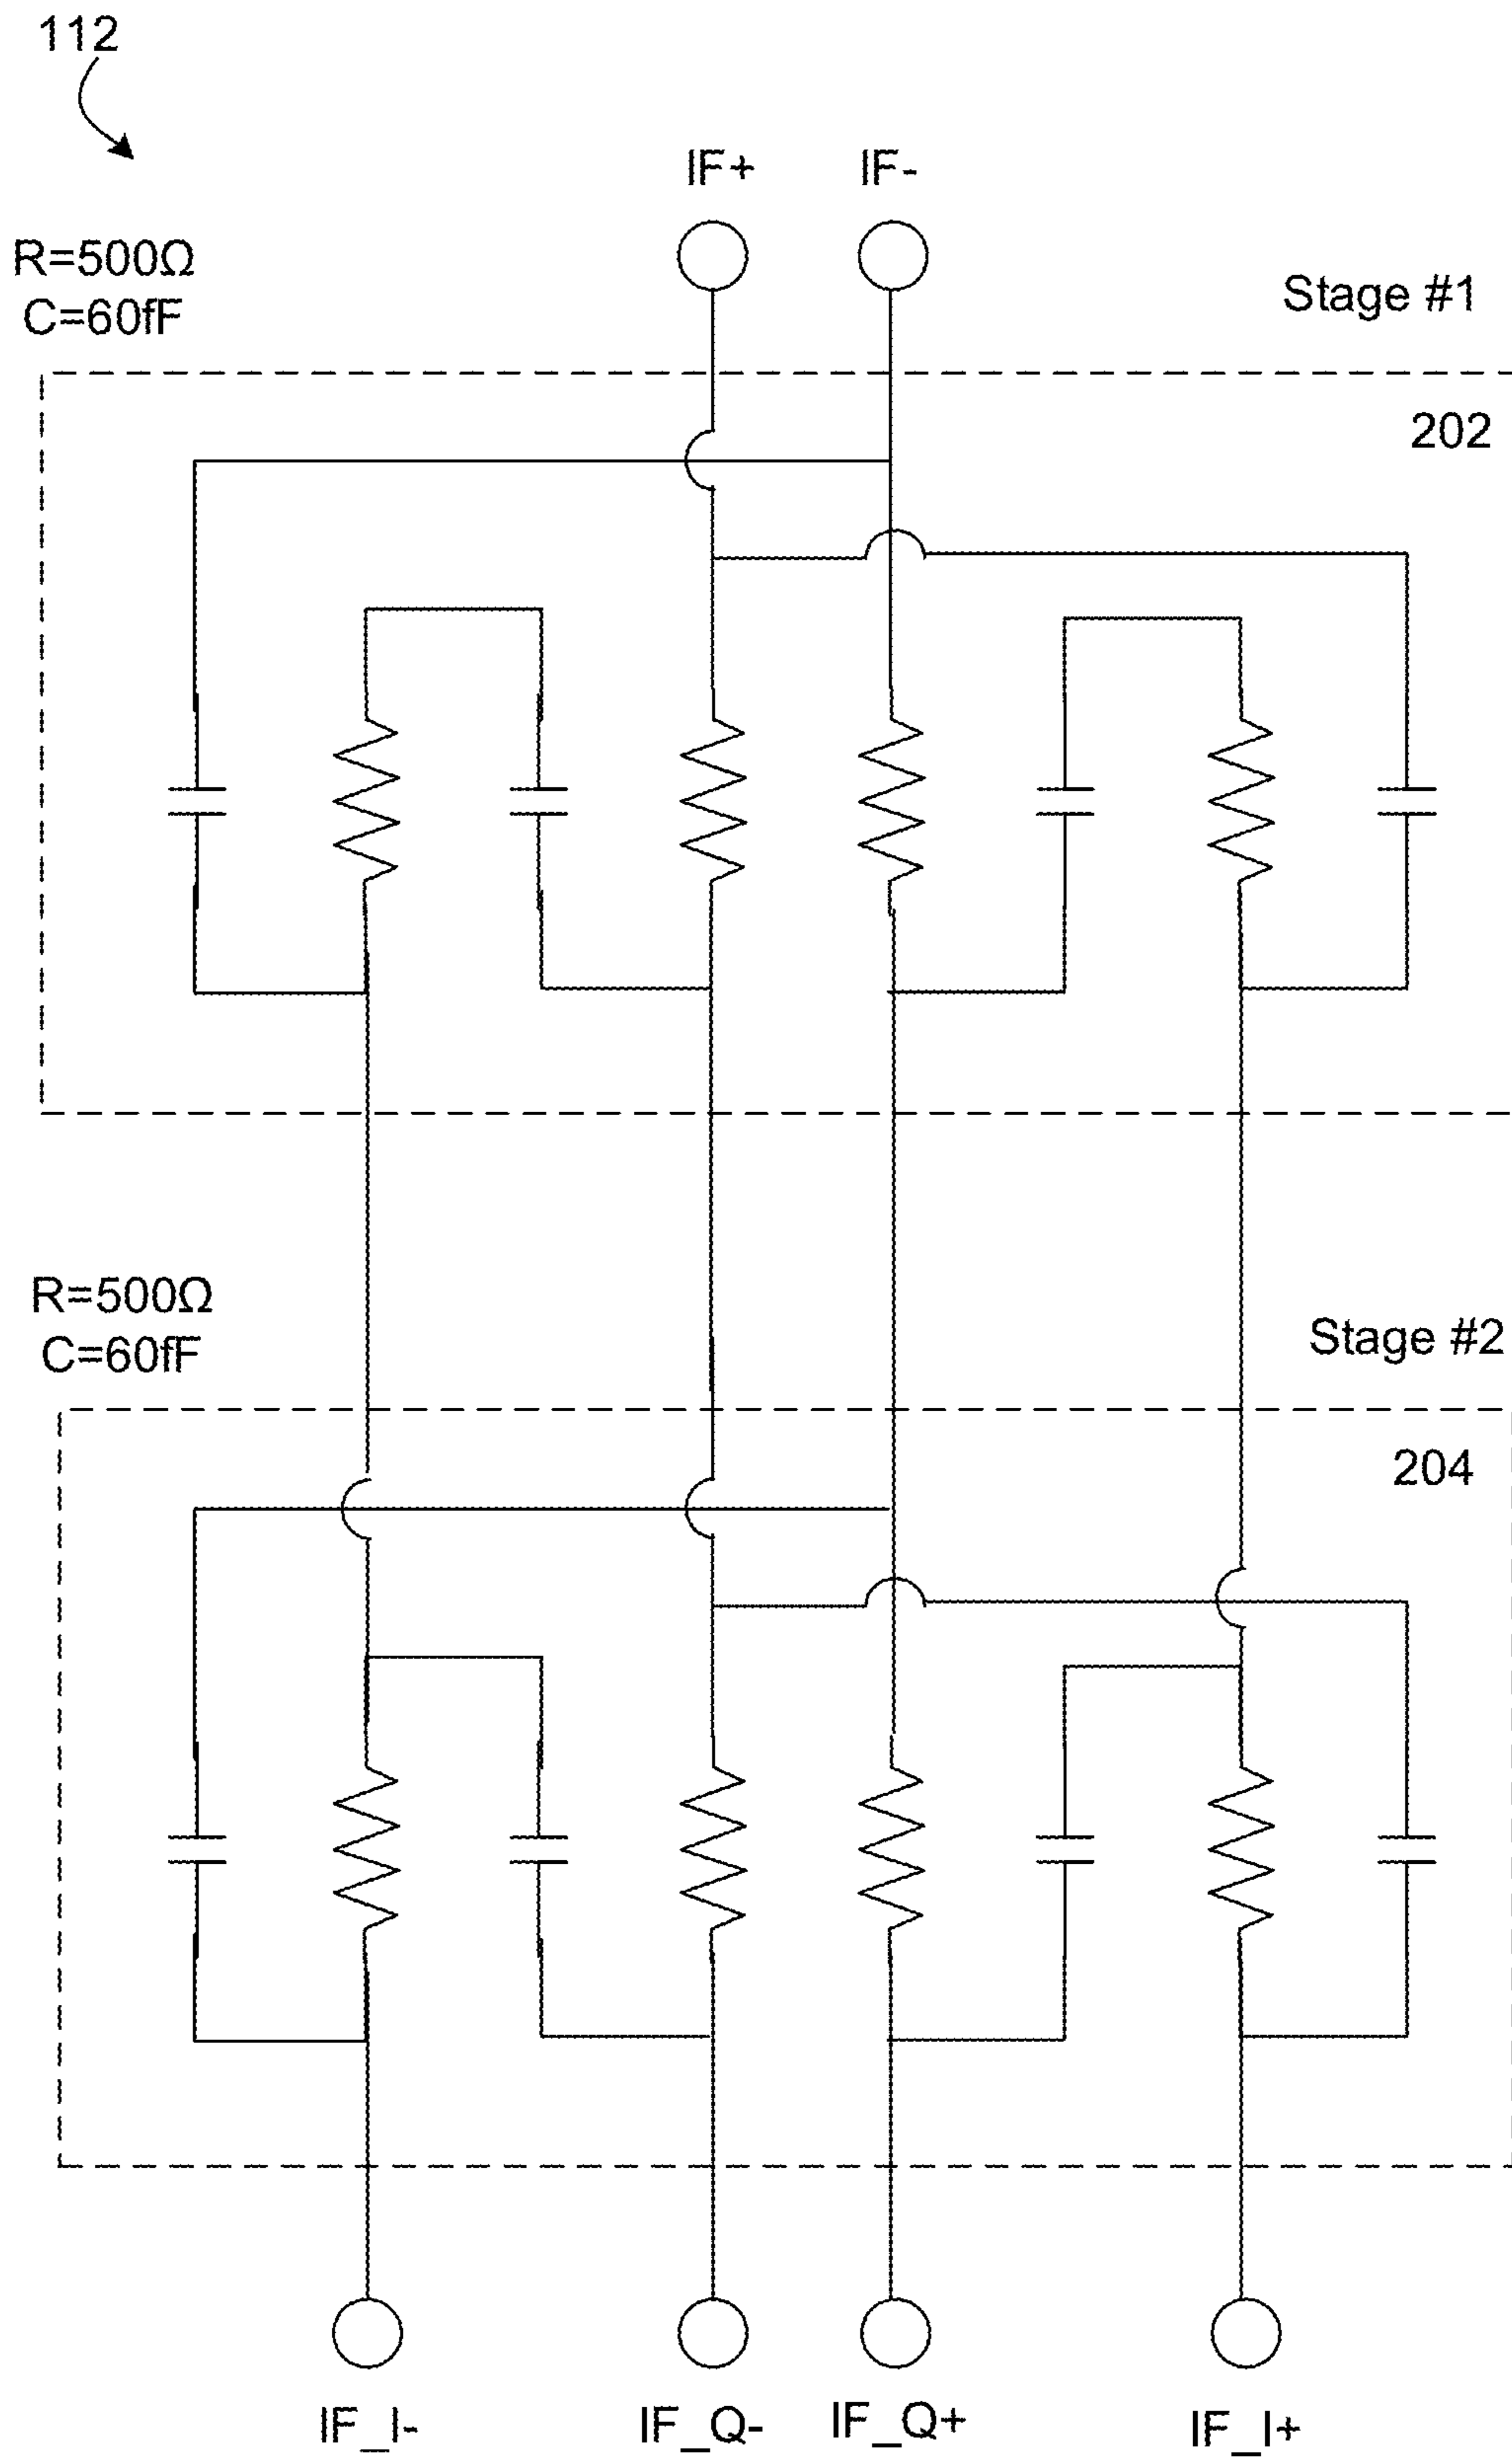 112
IF+ IF-
R=500Ω
C=60fF
Stage #1
202
R=500Ω
C=60fF
Stage #2
204
IF_I- IF_Q- IF_Q+ IF_I+